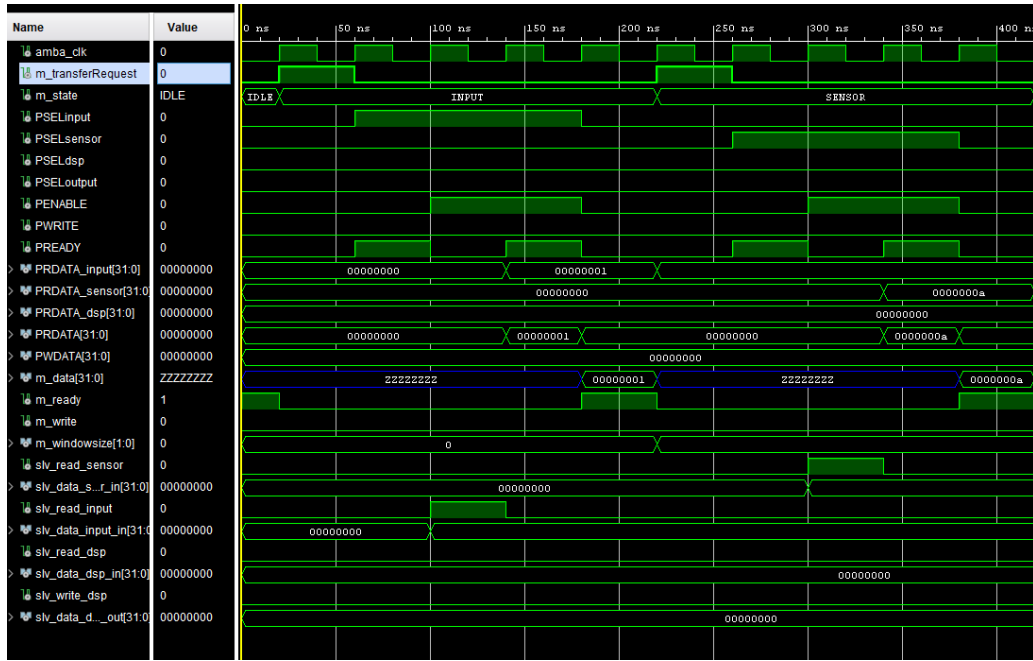 Name Value 0 ns 50 ns 100 ns 150 ns 200 ns 250 ns 300 ns 350 ns 400 n
amba_clk 0
m_transferRequest 0
m_state IDLE IDLE INPUT SENSOR
PSELinput 0
PSELsensor 0
PSELdsp 0
PSELoutput 0
PENABLE 0
PWRITE 0
PREADY 0
PRDATA_input[31:0] 00000000 00000000 00000001
PRDATA_sensor[31:0 00000000 00000000 0000000a
PRDATA_dsp[31:0] 00000000 00000000
PRDATA[31:0] 00000000 00000000 00000001 00000000 0000000a
PWDATA[31:0] 00000000 00000000
m_data[31:0] ZZZZZZZZ ZZZZZZZZ 00000001 ZZZZZZZZ 0000000a
m_ready 1
m_write 0
m_windowsize[1:0] 0 0
slv_read_sensor 0
slv_data_s...r_in[31:0] 00000000 00000000
slv_read_input 0
slv_data_input_in[31:0 00000000 00000000
slv_read_dsp 0
slv_data_dsp_in[31:0] 00000000 00000000
slv_write_dsp 0
slv_data_d..._out[31:0 00000000 00000000